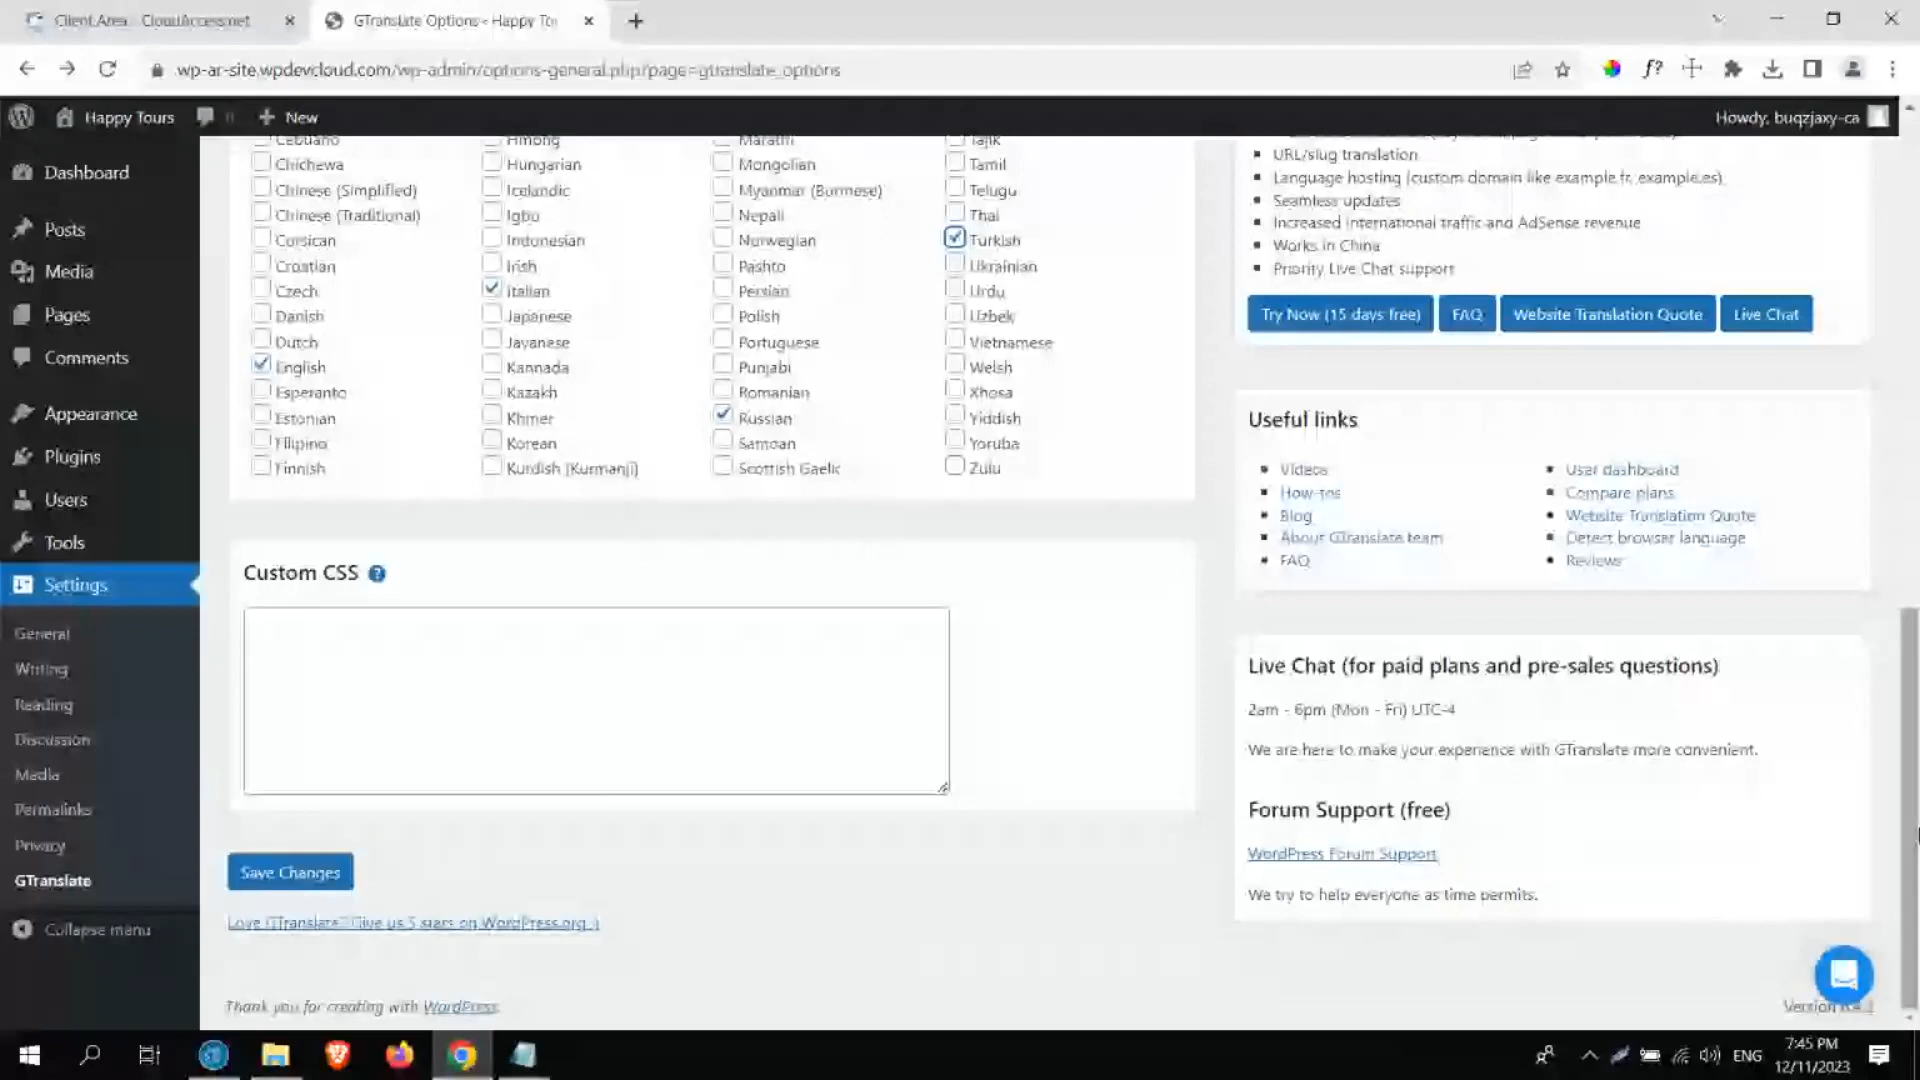 Client Area - CloudAccess.net
GTranslate Options ‹ Happy To
wp-ar-site.wpdevcloud.com/wp-admin/options-general.php?page=gtranslate_options
Happy Tours
0
New
Howdy, buqzjaxy-ca
Dashboard
Posts
Media
Pages
Comments
Appearance
Plugins
Users
Tools
Settings
General
Writing
Reading
Discussion
Media
Permalinks
Privacy
GTranslate
Collapse menu
Cebuano
Chichewa
Chinese (Simplified)
Chinese (Traditional)
Corsican
Croatian
Czech
Danish
Dutch
English
Esperanto
Estonian
Filipino
Finnish
Hmong
Hungarian
Icelandic
Igbo
Indonesian
Irish
Italian
Japanese
Javanese
Kannada
Kazakh
Khmer
Korean
Kurdish (Kurmanji)
Marathi
Mongolian
Myanmar (Burmese)
Nepali
Norwegian
Pashto
Persian
Polish
Portuguese
Punjabi
Romanian
Russian
Samoan
Scottish Gaelic
Tajik
Tamil
Telugu
Thai
Turkish
Ukrainian
Urdu
Uzbek
Vietnamese
Welsh
Xhosa
Yiddish
Yoruba
Zulu
Custom CSS
Save Changes
Love GTranslate? Give us 5 stars on WordPress.org :)
Thank you for creating with WordPress.
URL/slug translation
Language hosting (custom domain like example.fr, example.es)
Seamless updates
Increased international traffic and AdSense revenue
Works in China
Priority Live Chat support
Try Now (15 days free) FAQ Website Translation Quote Live Chat
Useful links
Videos
How-tos
Blog
About GTranslate team
FAQ
User dashboard
Compare plans
Website Translation Quote
Detect browser language
Reviews
Live Chat (for paid plans and pre-sales questions)
2am - 6pm (Mon - Fri) UTC-4
We are here to make your experience with GTranslate more convenient.
Forum Support (free)
WordPress Forum Support
We try to help everyone as time permits.
Version
ENG
7:45 PM
12/11/2023